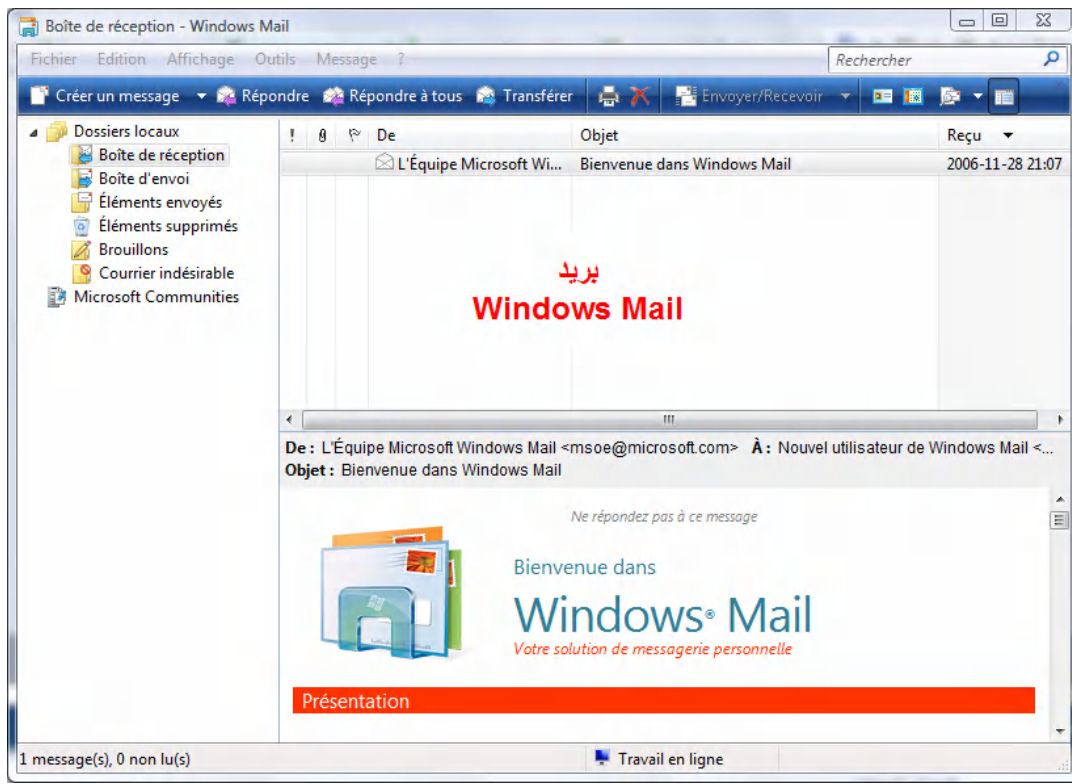 Boîte de réception - Windows Mail
Fichier Edition Affichage Outils Message ?
Rechercher
Créer un message Répondre Répondre à tous Transférer Envoyer/Recevoir
Dossiers locaux
Boîte de réception
Boîte d'envoi
Éléments envoyés
Éléments supprimés
Brouillons
Courrier indésirable
Microsoft Communities
! De Objet Reçu
L'Équipe Microsoft Wi... Bienvenue dans Windows Mail 2006-11-28 21:07
بريد
Windows Mail
De : L'Équipe Microsoft Windows Mail <msoe@microsoft.com> À : Nouvel utilisateur de Windows Mail <...
Objet : Bienvenue dans Windows Mail
Ne répondez pas à ce message
Bienvenue dans
Windows® Mail
Votre solution de messagerie personnelle
Présentation
1 message(s), 0 non lu(s) Travail en ligne